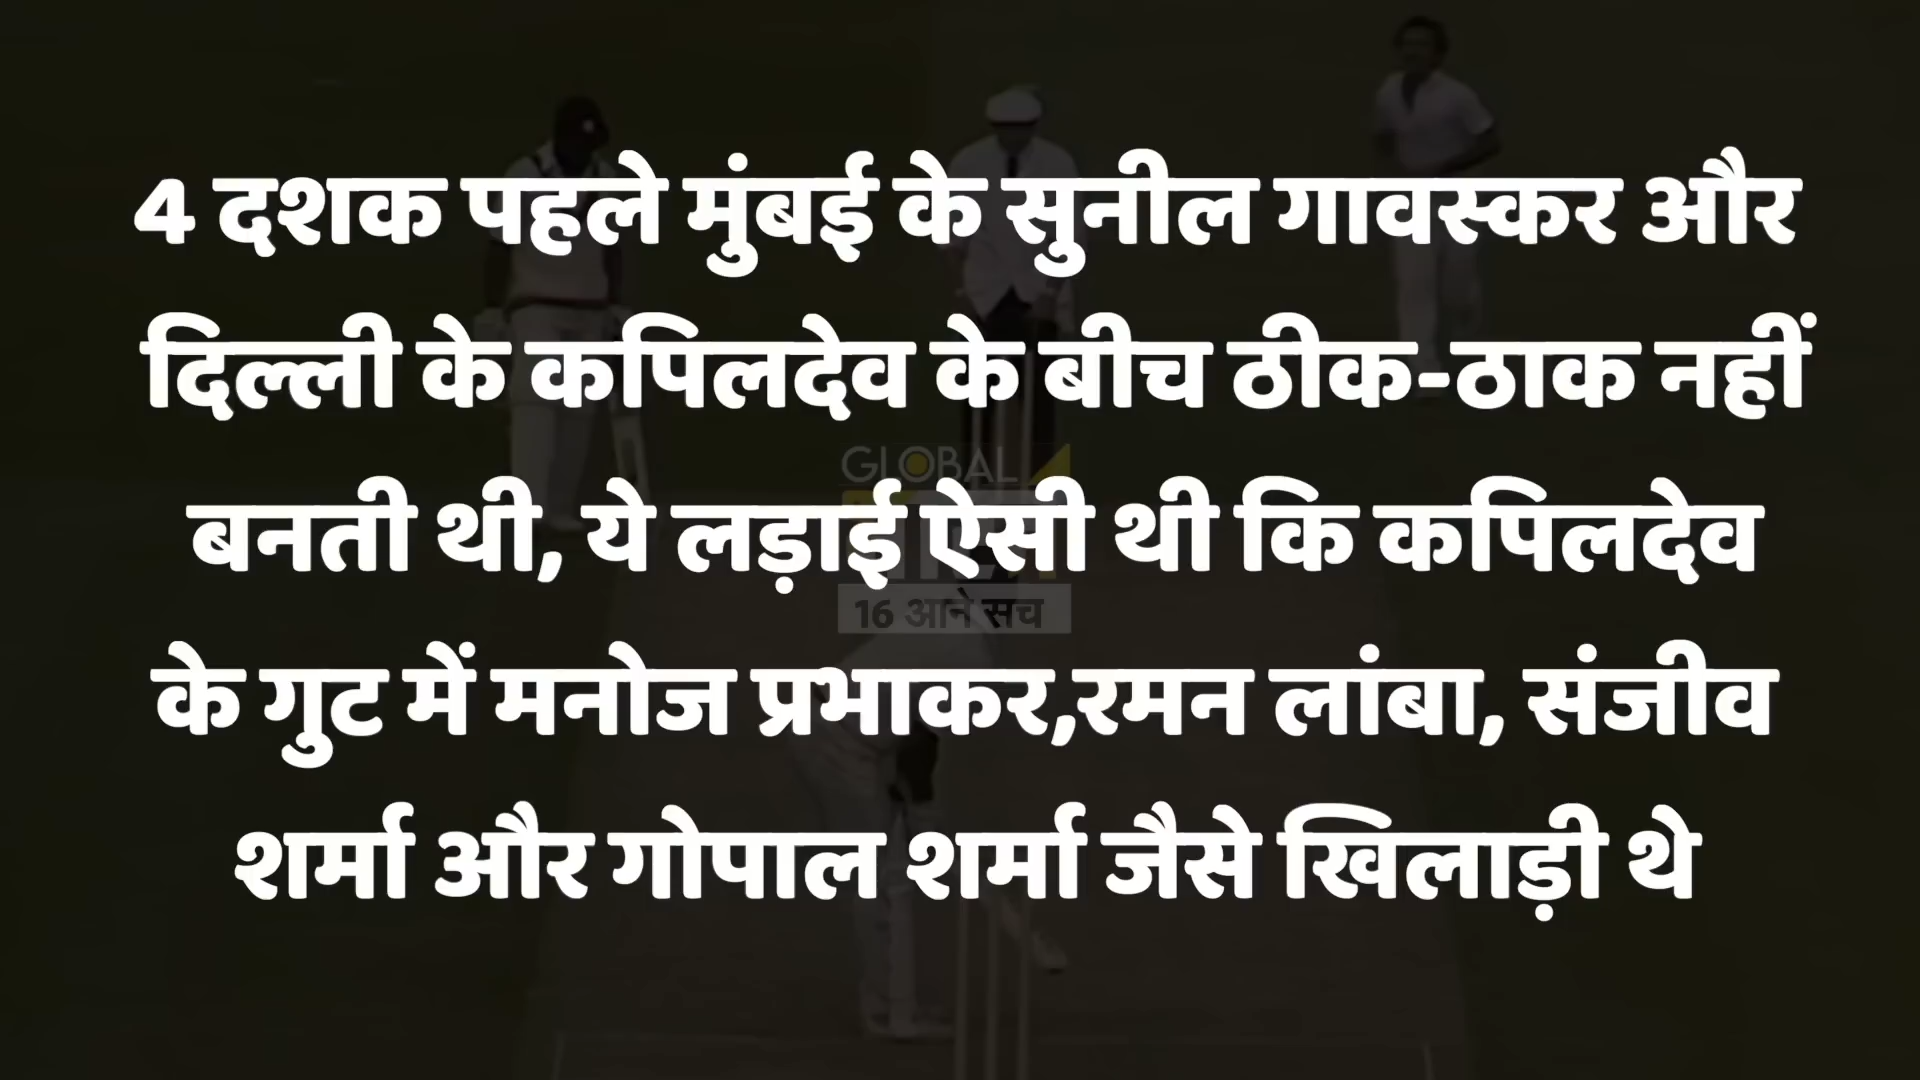 4 दशक पहले मुंबई के सुनील गावस्कर और
दिल्ली के कपिलदेव के बीच ठीक-ठाक नहीं
बनती थी, ये लड़ाई ऐसी थी कि कपिलदेव
के गुट में मनोज प्रभाकर,रमन लांबा, संजीव
शर्मा और गोपाल शर्मा जैसे खिलाड़ी थे
GLOBAL
16 आने सच